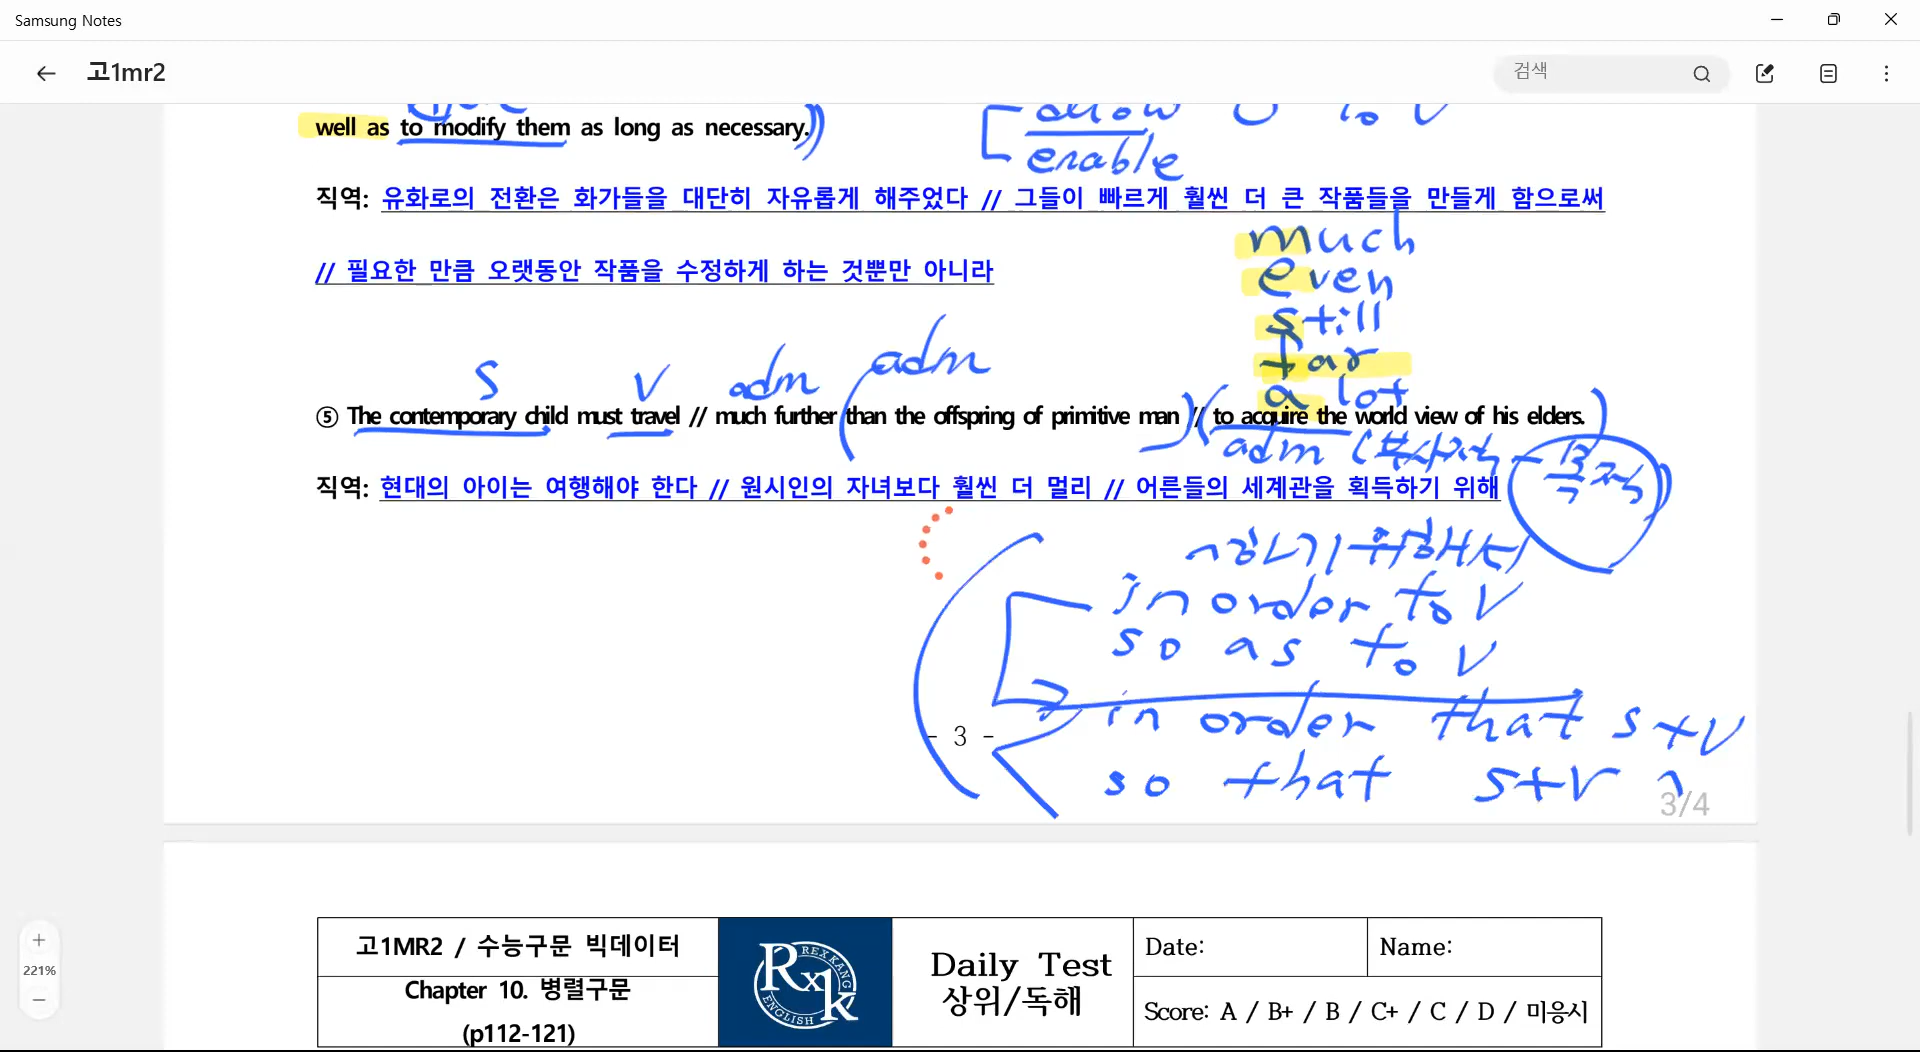 Samsung Notes
고1mr2
검색
allow O to V
well as to modify them as long as necessary.
enable
직역: 유화로의 전환은 화가들을 대단히 자유롭게 해주었다 // 그들이 빠르게 훨씬 더 큰 작품들을 만들게 함으로써
much
// 필요한 만큼 오랫동안 작품을 수정하게 하는 것뿐만 아니라
even
still
far
a lot
S V adm adm
⑤ The contemporary child must travel // much further than the offspring of primitive man // to acquire the world view of his elders.
adm (부사적 - 목적)
직역: 현대의 아이는 여행해야 한다 // 원시인의 자녀보다 훨씬 더 멀리 // 어른들의 세계관을 획득하기 위해
~하기 위해서
in order to V
so as to V
in order that S+V
- 3 -
so that S+V
3/4
고1MR2 / 수능구문 빅데이터
Chapter 10. 병렬구문
(p112-121)
REXKANG
RxK
ENGLISH
Daily Test
상위/독해
Date:
Name:
Score: A / B+ / B / C+ / C / D / 미응시
221%